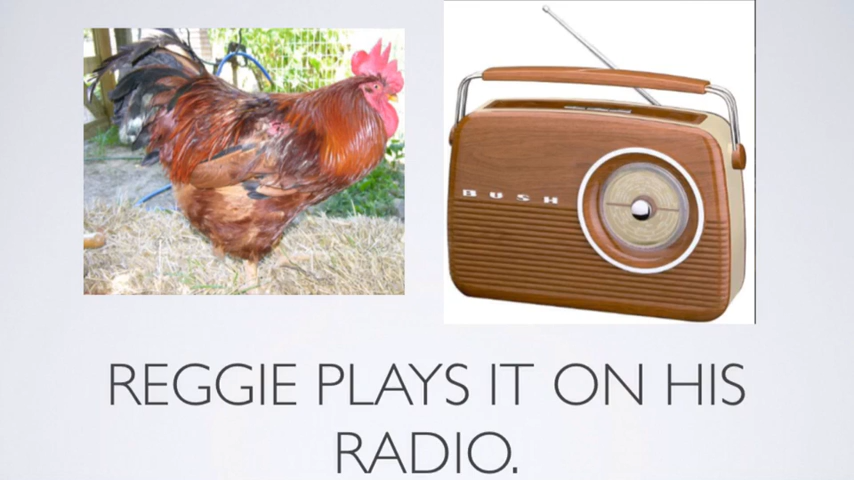 BUSH
REGGIE PLAYS IT ON HIS
RADIO.